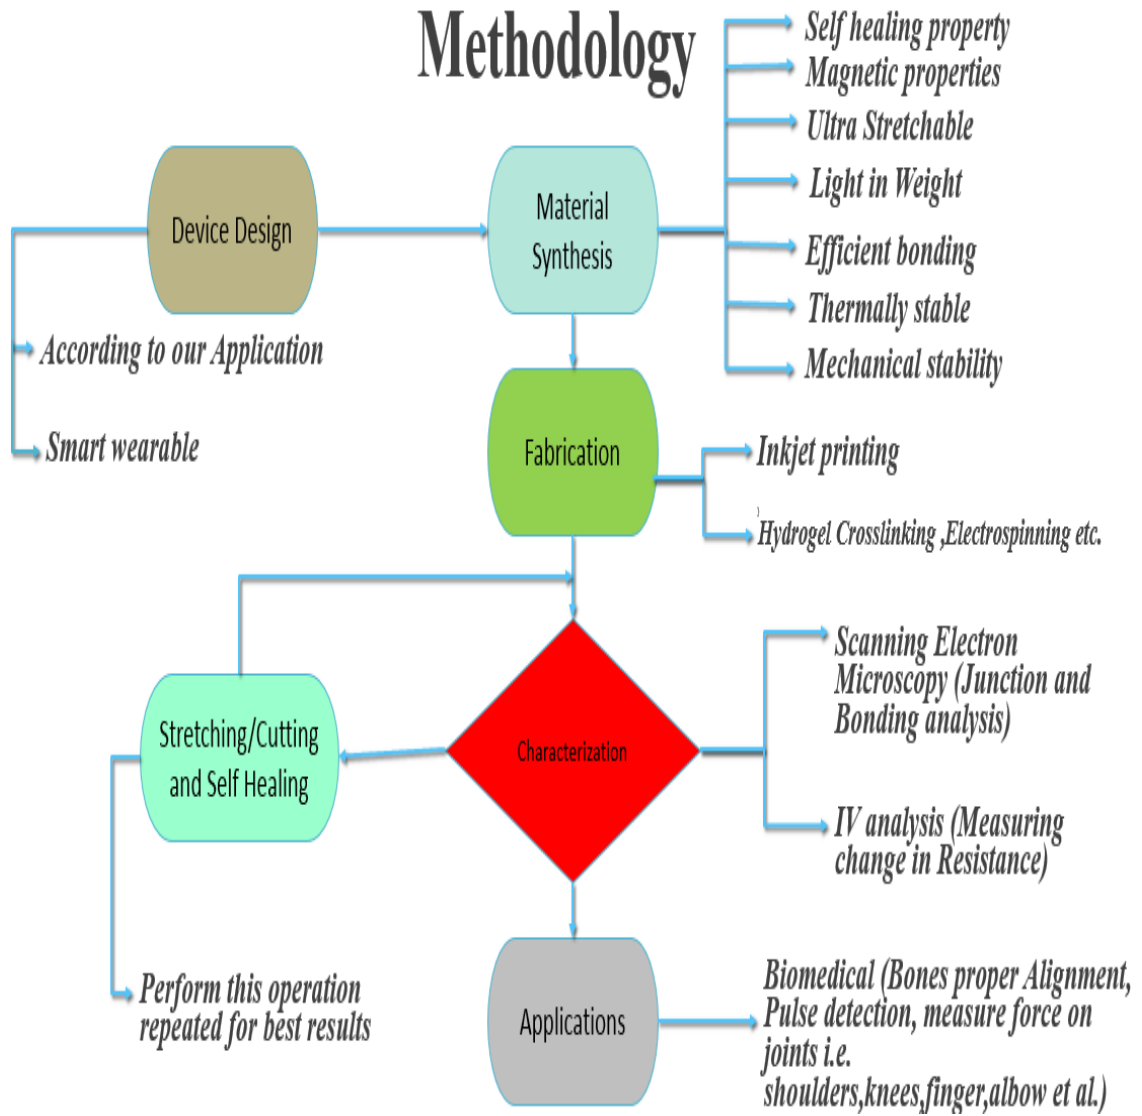 Methodology
Self healing property
Magnetic properties
Ultra Stretchable
Light in Weight
Efficient bonding
Thermally stable
Mechanical stability
Device Design
Material
Synthesis
According to our Application
Smart wearable
Fabrication
Inkjet printing
Hydrogel Crosslinking ,Electrospinning etc.
Characterization
Scanning Electron
Microscopy (Junction and
Bonding analysis)
IV analysis (Measuring
change in Resistance)
Stretching/Cutting
and Self Healing
Perform this operation
repeated for best results
Applications
Biomedical (Bones proper Alignment,
Pulse detection, measure force on
joints i.e.
shoulders,knees,finger,albow et al.)